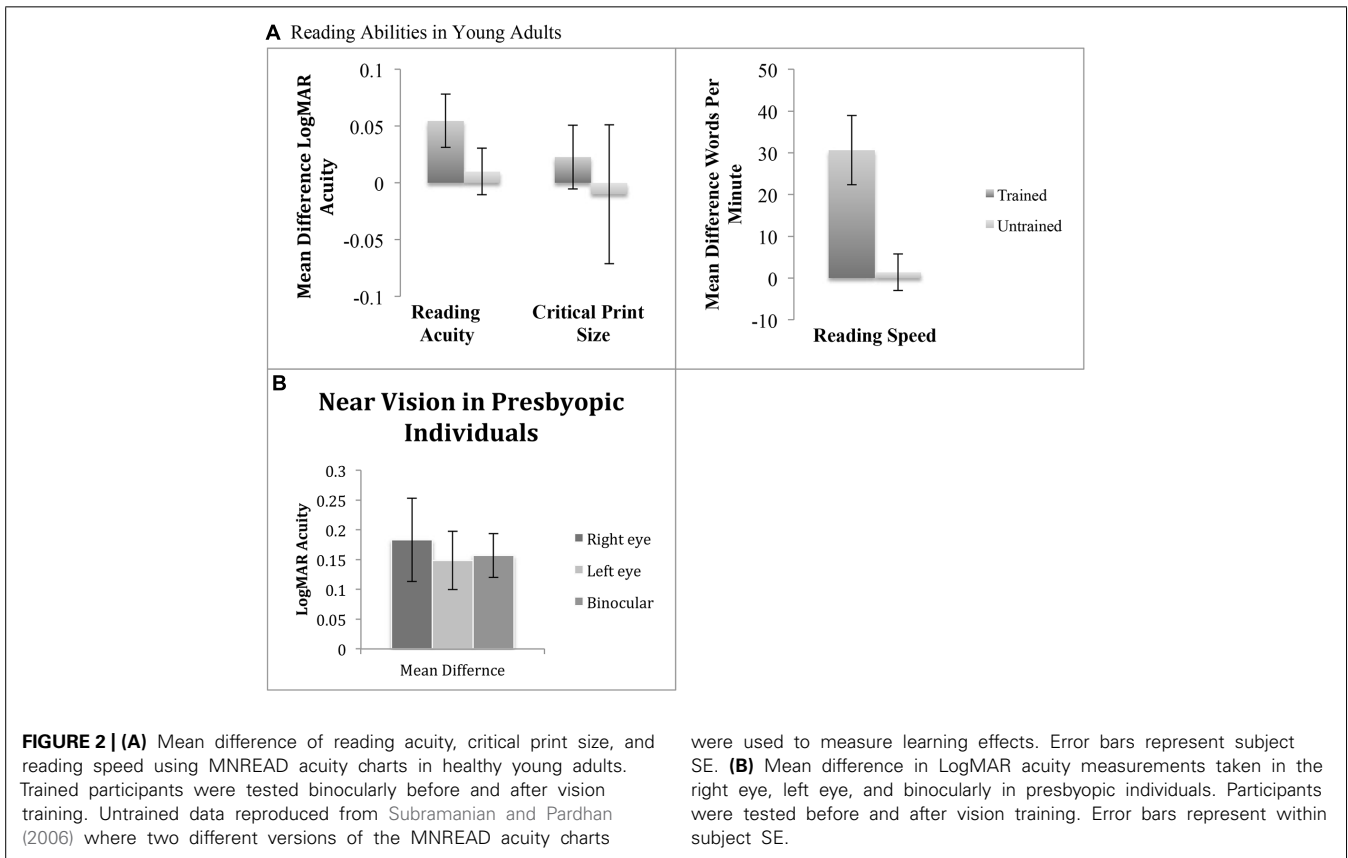 A Reading Abilities in Young Adults
Mean Difference LogMAR
Acuity
0.1
0.05
0
-0.05
-0.1
Reading
Acuity
Critical Print
Size
Mean Difference Words Per
Minute
50
40
30
20
10
0
-10
Reading Speed
Trained
Untrained
B
Near Vision in Presbyopic
Individuals
LogMAR Acuity
0.3
0.25
0.2
0.15
0.1
0.05
0
Mean Differnce
Right eye
Left eye
Binocular
FIGURE 2 | (A) Mean difference of reading acuity, critical print size, and
reading speed using MNREAD acuity charts in healthy young adults.
Trained participants were tested binocularly before and after vision
training. Untrained data reproduced from Subramanian and Pardhan
(2006) where two different versions of the MNREAD acuity charts
were used to measure learning effects. Error bars represent subject
SE. (B) Mean difference in LogMAR acuity measurements taken in the
right eye, left eye, and binocularly in presbyopic individuals. Participants
were tested before and after vision training. Error bars represent within
subject SE.